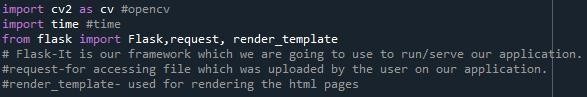 import cv2 as cv #opencv
import time #time
from flask import Flask,request, render_template
# Flask-It is our framework which we are going to use to run/serve our application.
#request-for accessing file which was uploaded by the user on our application.
#render_template- used for rendering the html pages